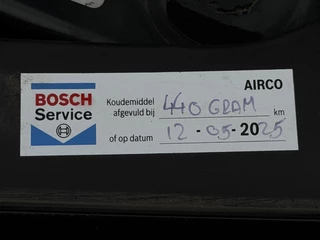 BOSCH
Service
AIRCO
Koudemiddel
afgevuld bij 440 GRAM km
of op datum 12-05-2025